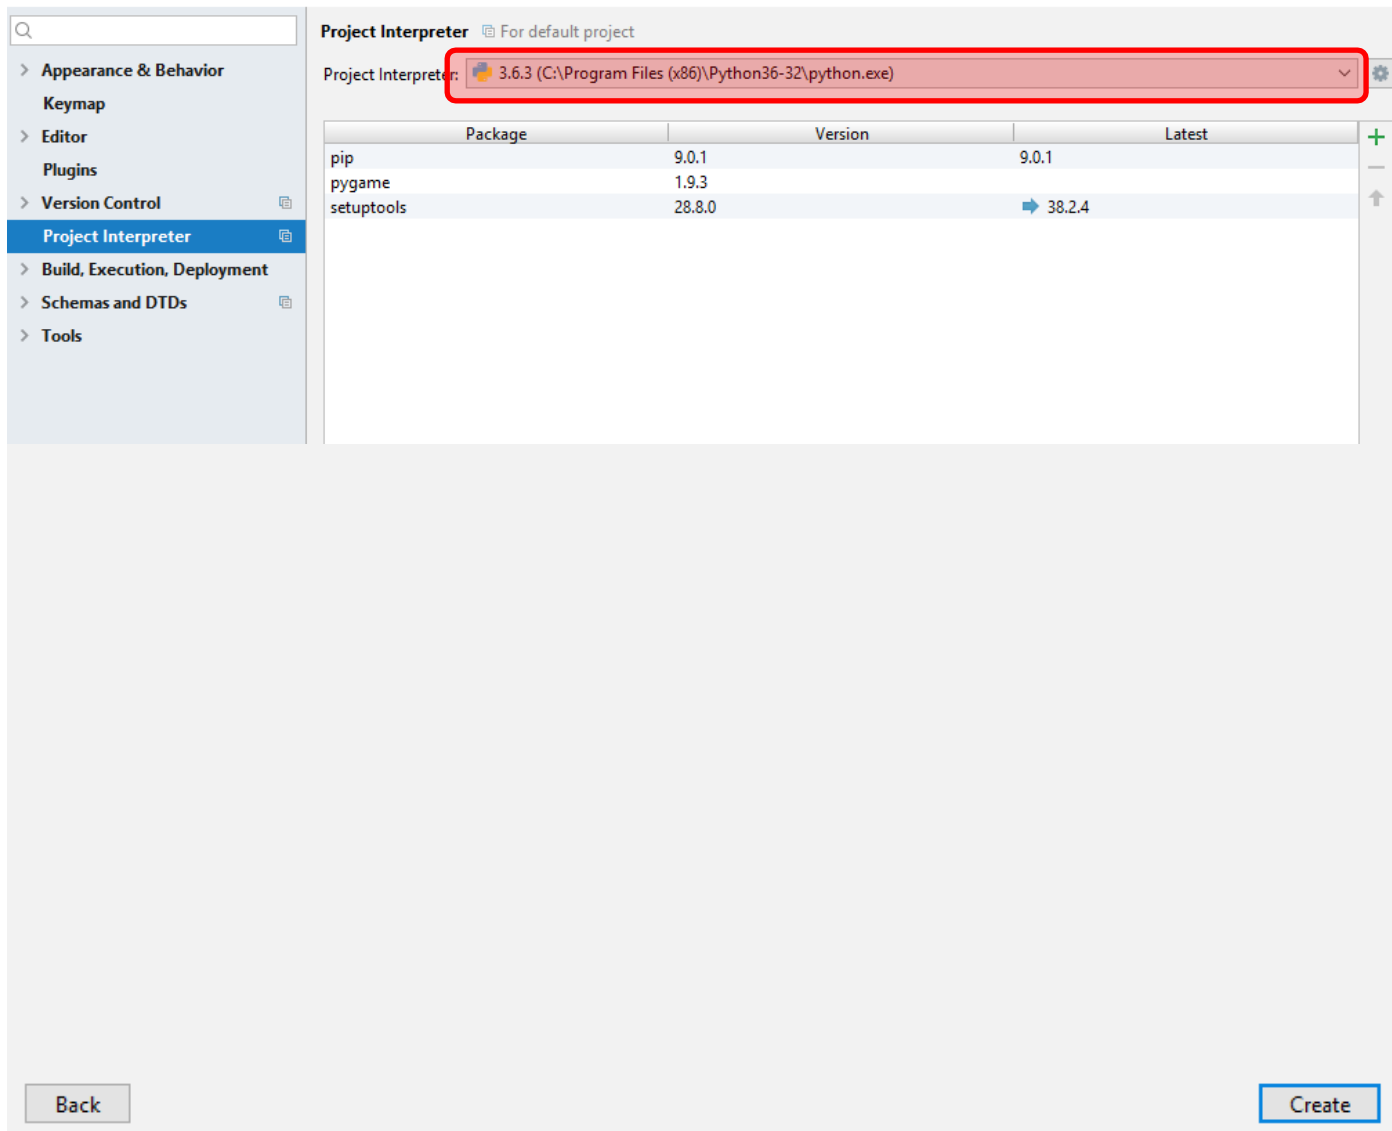 Project Interpreter For default project
Appearance & Behavior
Keymap
Editor
Plugins
Version Control
Project Interpreter
Build, Execution, Deployment
Schemas and DTDs
Tools
Project Interpreter: 3.6.3 (C:\Program Files (x86)\Python36-32\python.exe)
Package Version Latest
pip 9.0.1 9.0.1
pygame 1.9.3
setuptools 28.8.0 38.2.4
Back Create